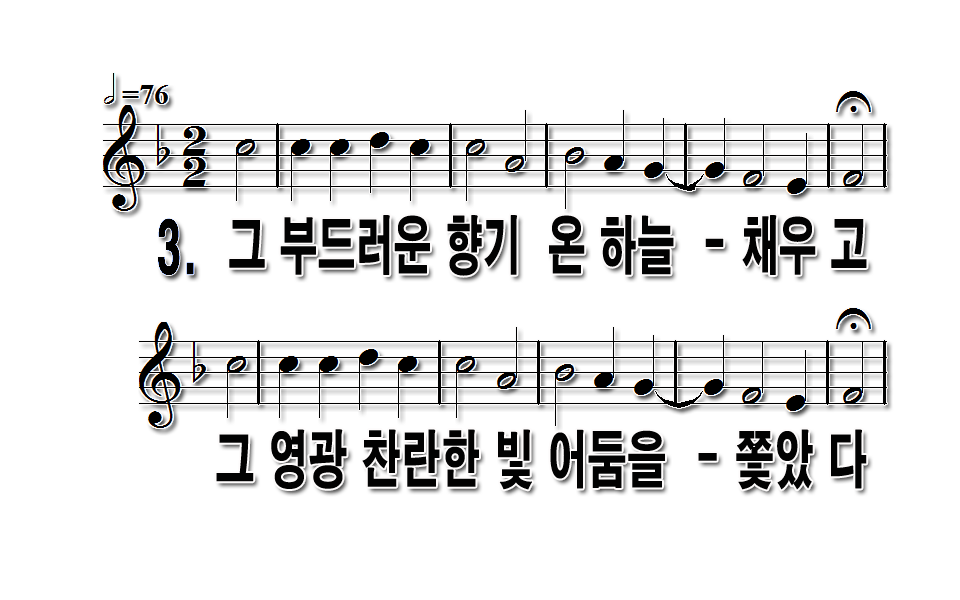 =76
3. 그 부드러운 향기 온 하늘 - 채우 고
그 영광 찬란한 빛 어둠을 - 쫓았 다